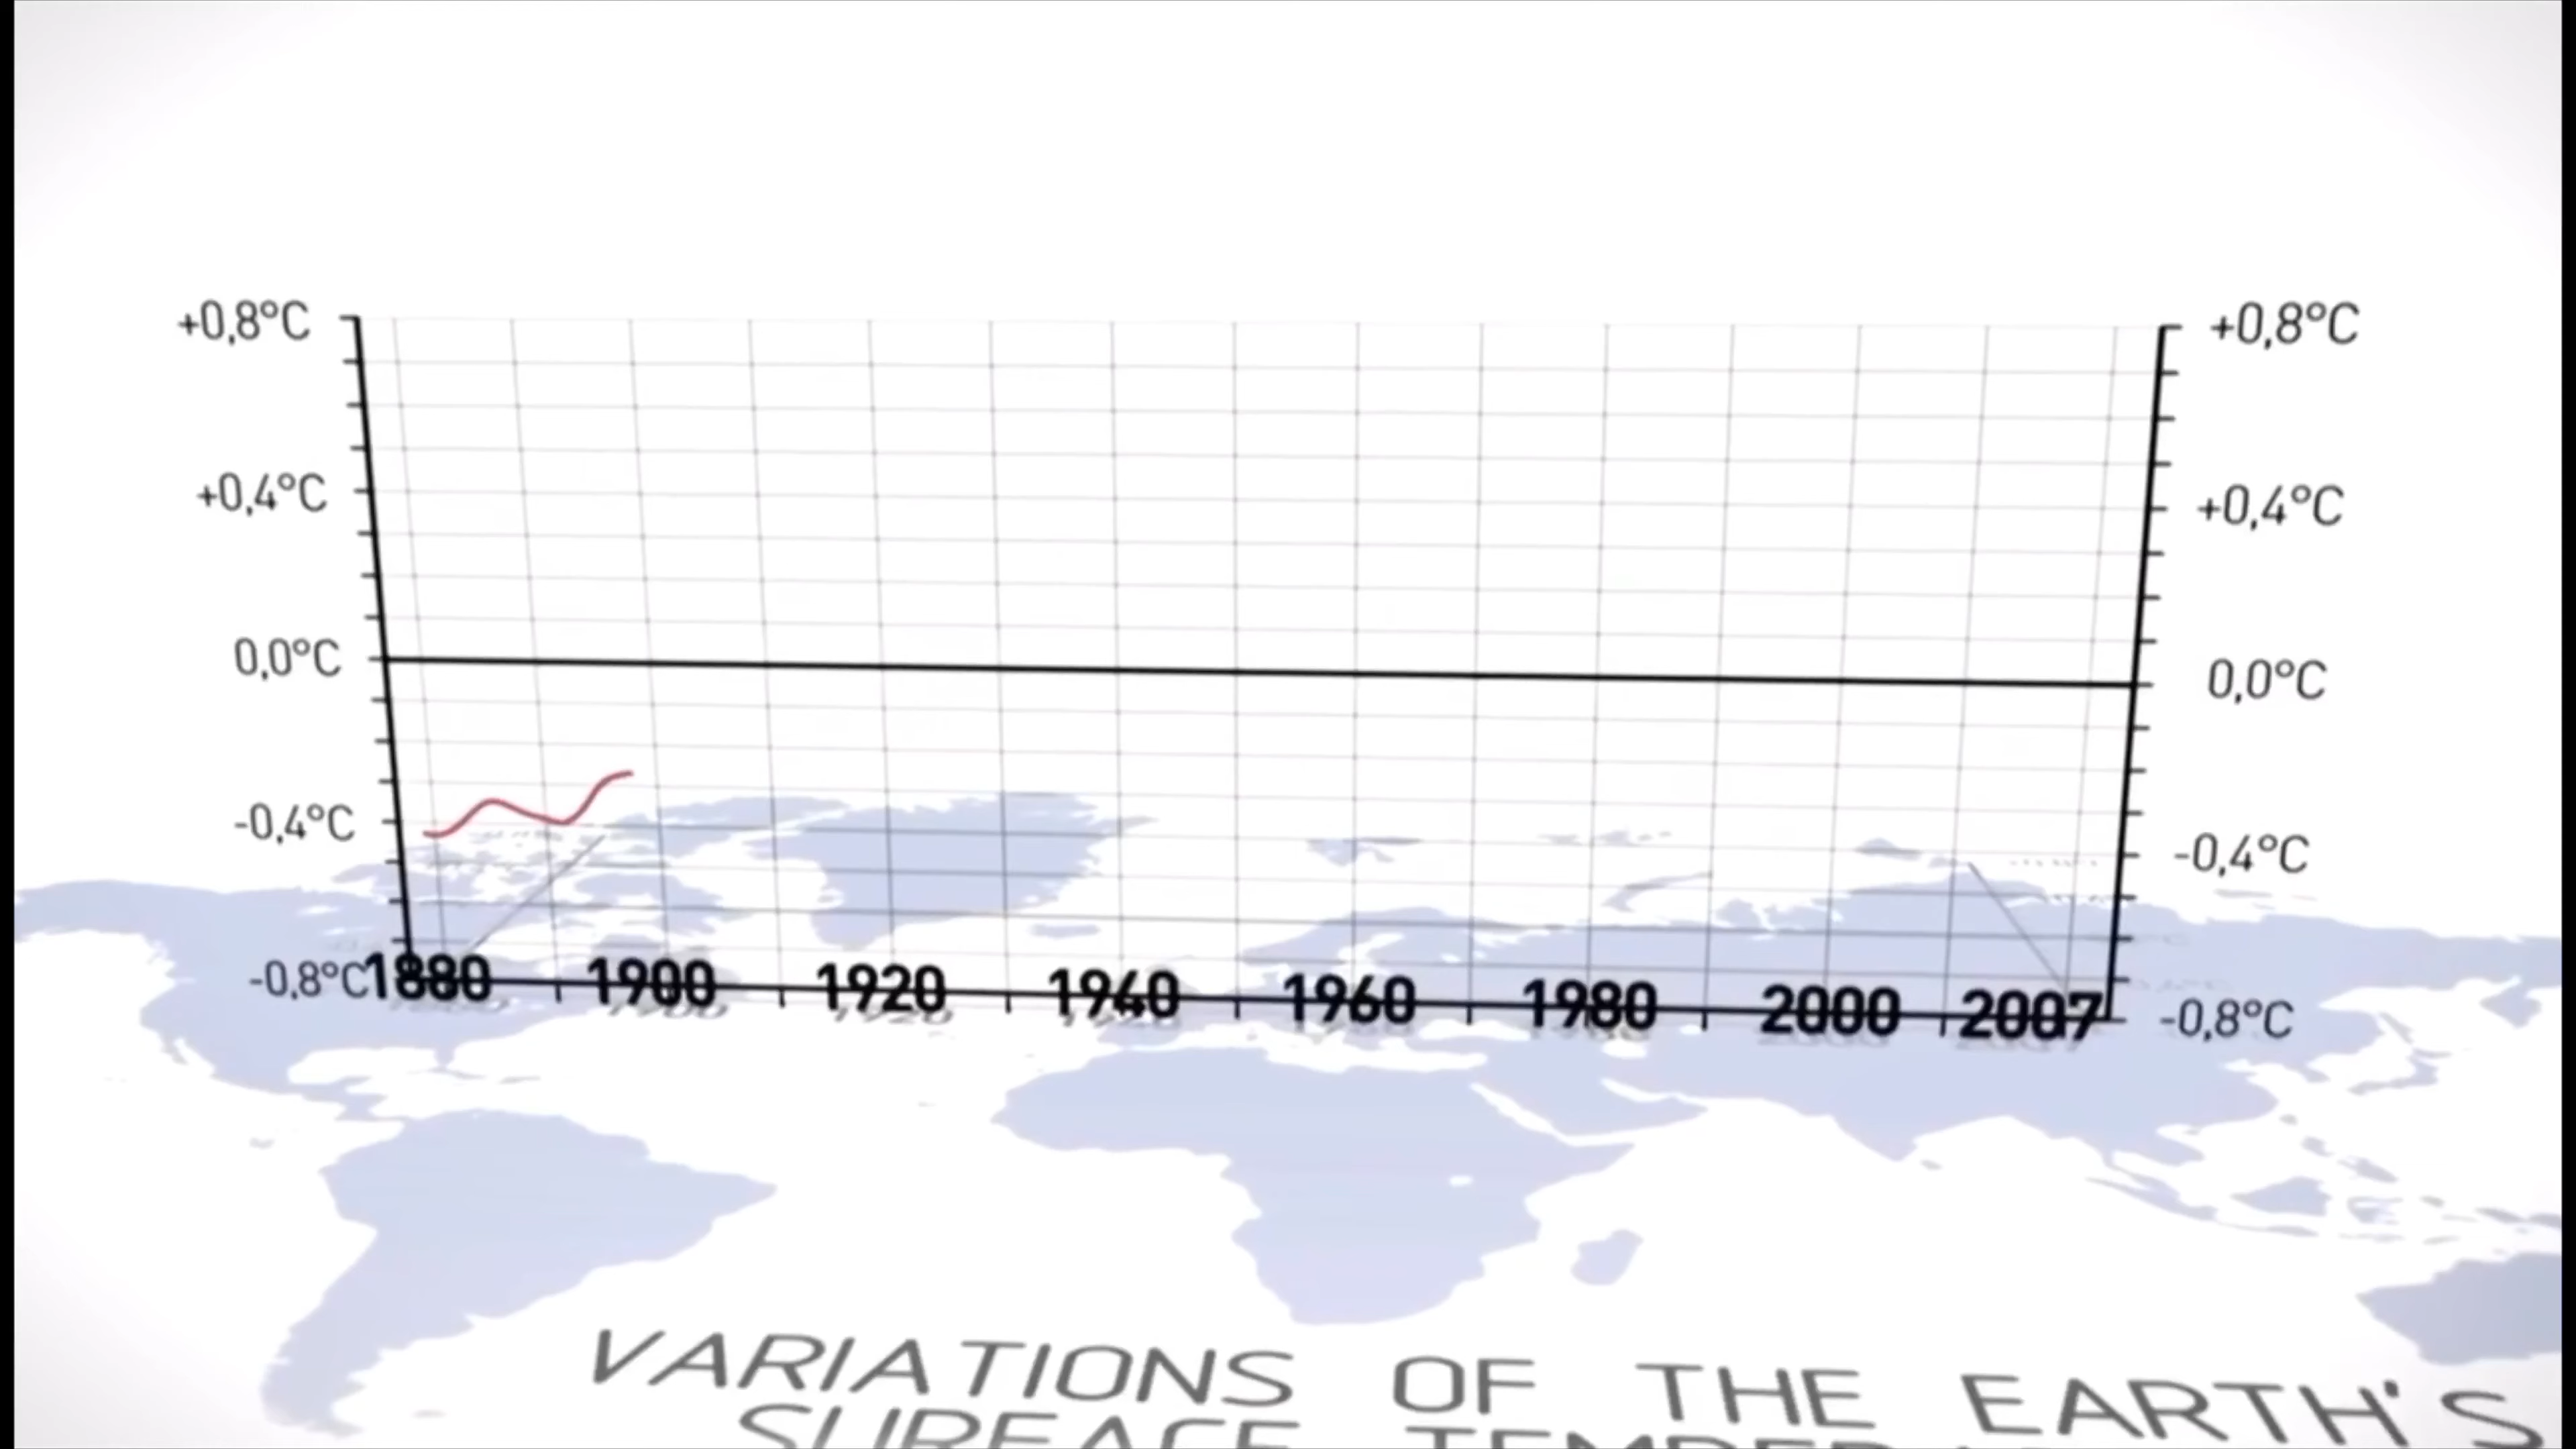 +0,8°C +0,8°C
+0,4°C +0,4°C
0,0°C 0,0°C
-0,4°C -0,4°C
-0,8°C 1880 1900 1920 1940 1960 1980 2000 2007 -0,8°C
VARIATIONS OF THE EARTH'S
SURFACE